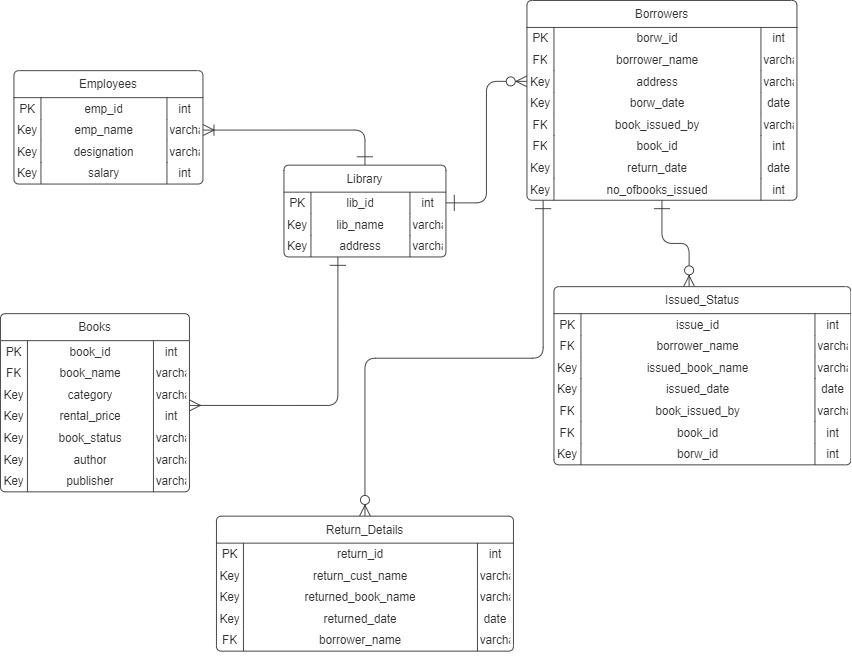 Borrowers
PK borw_id int
FK borrower_name varcha
Key address varcha
Key borw_date date
FK book_issued_by varcha
FK book_id int
Key return_date date
Key no_ofbooks_issued int
Employees
PK emp_id int
Key emp_name varcha
Key designation varcha
Key salary int
Library
PK lib_id int
Key lib_name varcha
Key address varcha
Issued_Status
PK issue_id int
FK borrower_name varcha
Key issued_book_name varcha
Key issued_date date
FK book_issued_by varcha
FK book_id int
Key borw_id int
Books
PK book_id int
FK book_name varcha
Key category varcha
Key rental_price int
Key book_status varcha
Key author varcha
Key publisher varcha
Return_Details
PK return_id int
Key return_cust_name varcha
Key returned_book_name varcha
Key returned_date date
FK borrower_name varcha